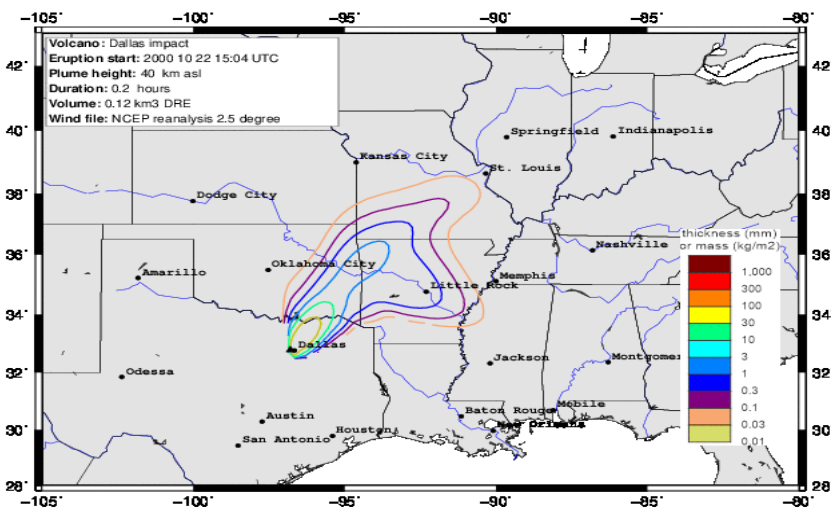 -105 -100 -95 -90 -85 -80
Volcano: Dallas impact
Eruption start: 2000 10 22 15:04 UTC
Plume height: 40 km asl
Duration: 0.2 hours
Volume: 0.12 km3 DRE
Wind file: NCEP reanalysis 2.5 degree
42 42
40 40
Springfield Indianapolis
Kansas City
St. Louis
38 38
Dodge City
36 36
thickness (mm)
or mass (kg/m2)
Nashville
Oklahoma City
Amarillo
Memphis
Little Rock
1,000
300
100
30
10
3
1
0.3
0.1
0.03
0.01
34 34
Dallas
Jackson
Montgomer
32 32
Odessa
Mobile
Baton Rouge
Austin
New Orleans
30 30
Houston
San Antonio
28 28
-105 -100 -95 -90 -85 -80